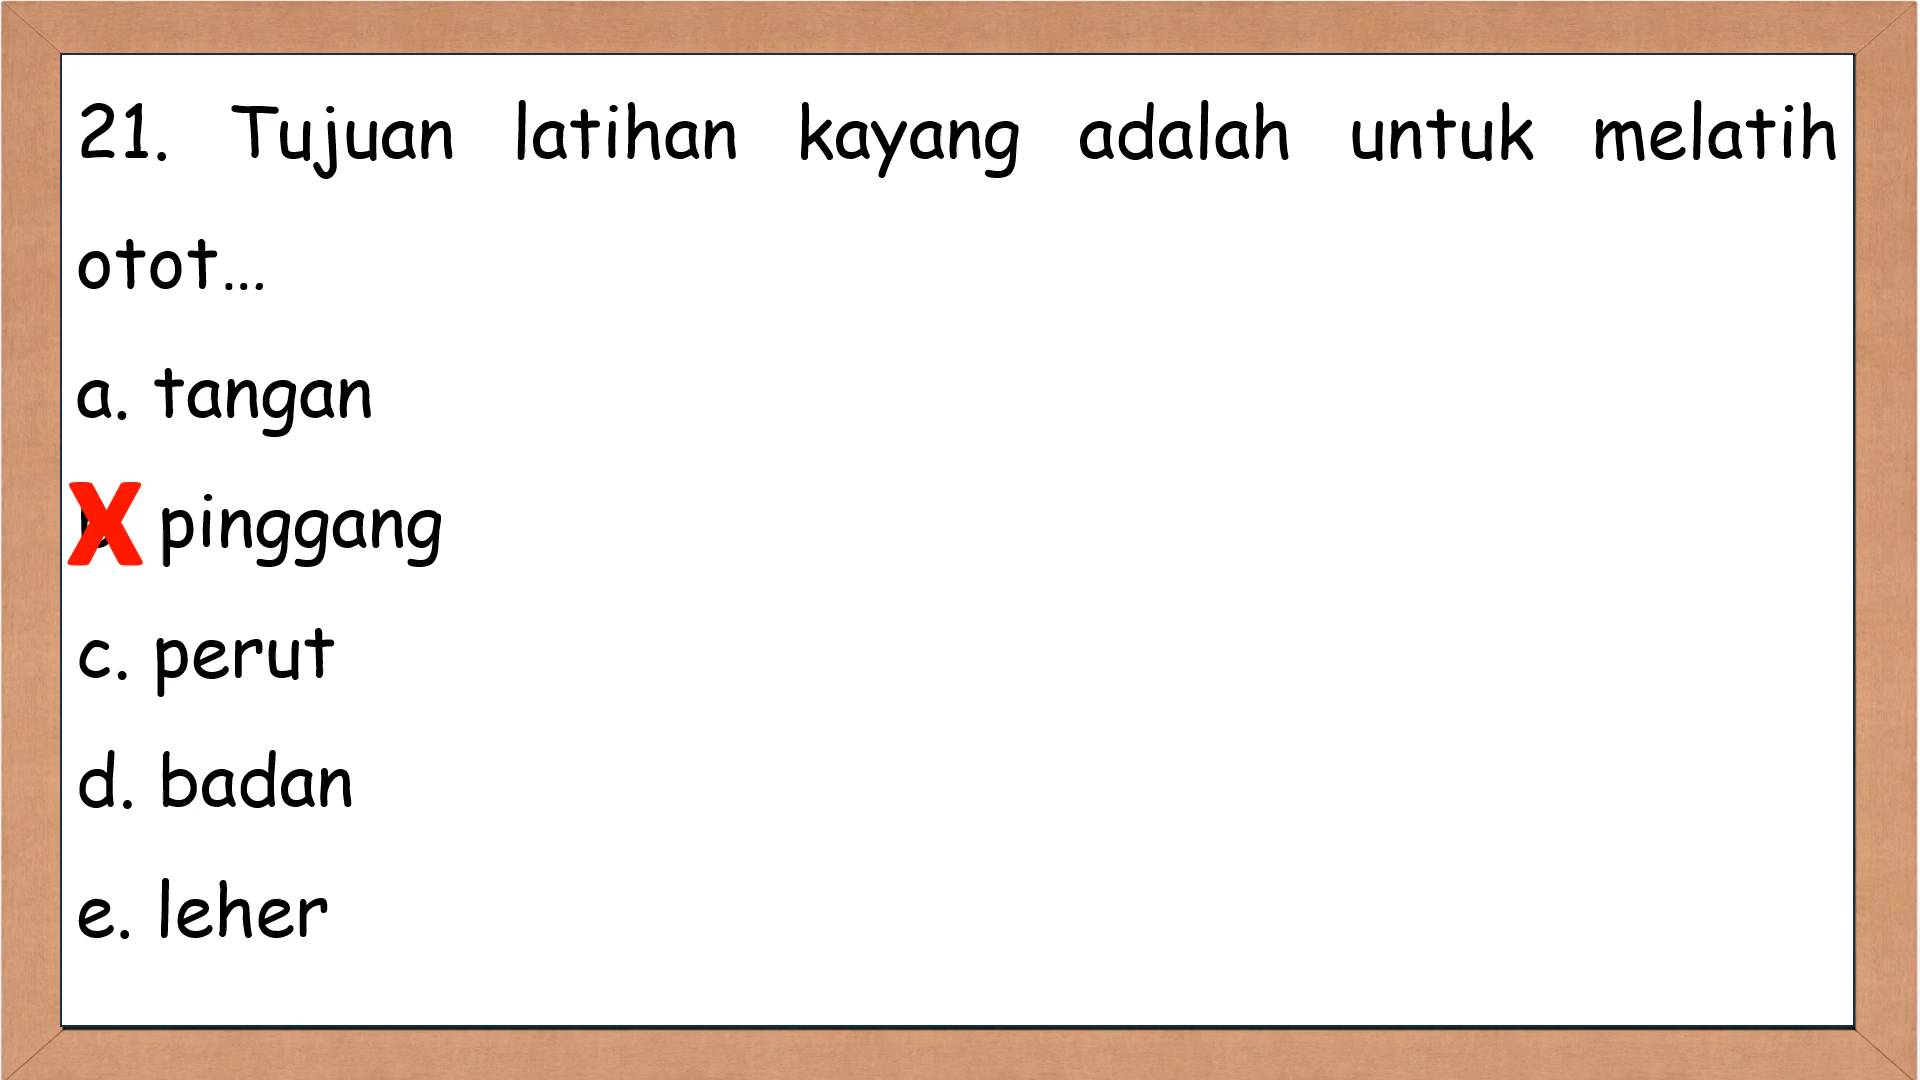 21. Tujuan latihan kayang adalah untuk melatih
otot...
a. tangan
X pinggang
c. perut
d. badan
e. leher